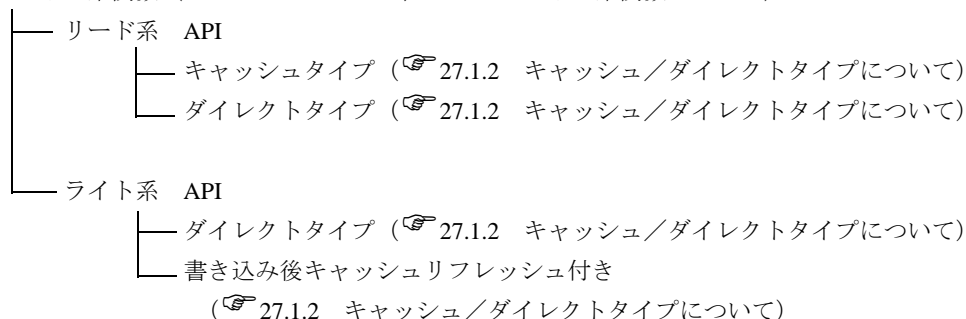 リード系 API
キャッシュタイプ（☞ 27.1.2 キャッシュ／ダイレクトタイプについて）
ダイレクトタイプ（☞ 27.1.2 キャッシュ／ダイレクトタイプについて）
ライト系 API
ダイレクトタイプ（☞ 27.1.2 キャッシュ／ダイレクトタイプについて）
書き込み後キャッシュリフレッシュ付き
（☞ 27.1.2 キャッシュ／ダイレクトタイプについて）